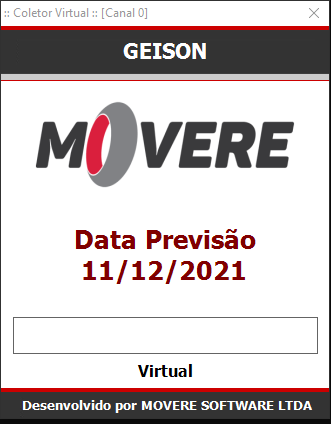 :: Coletor Virtual :: [Canal 0]
GEISON
MOVERE
Data Previsão
11/12/2021
Virtual
Desenvolvido por MOVERE SOFTWARE LTDA